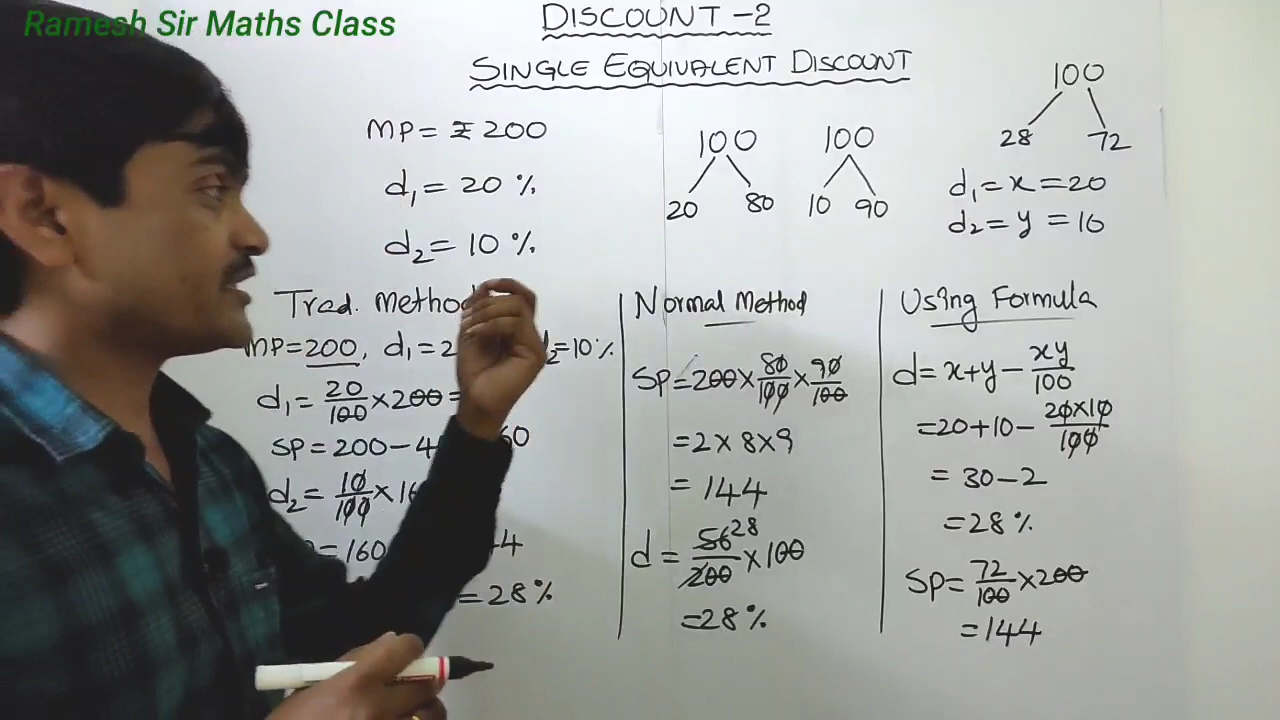 Ramesh Sir Maths Class
DISCOUNT -2
SINGLE EQUIVALENT DISCOUNT
MP = ₹ 200
d₁ = 20 %
d₂ = 10 %
100
20 80
100
10 90
100
28 72
d₁ = x = 20
d₂ = y = 10
Trad. Method
MP = 200, d₁ = 2 d₂ = 10 %
d₁ = 20/100 × 200 =
SP = 200 - 4 60
d₂ = 10/100 × 16
= 160 44
= 28 %
Normal Method
SP = 200 × 80/100 × 90/100
= 2 × 8 × 9
= 144
d = 56/200 × 100 28
= 28 %
Using Formula
d = x + y - xy/100
= 20 + 10 - 20×10/100
= 30 - 2
= 28 %
SP = 72/100 × 200
= 144